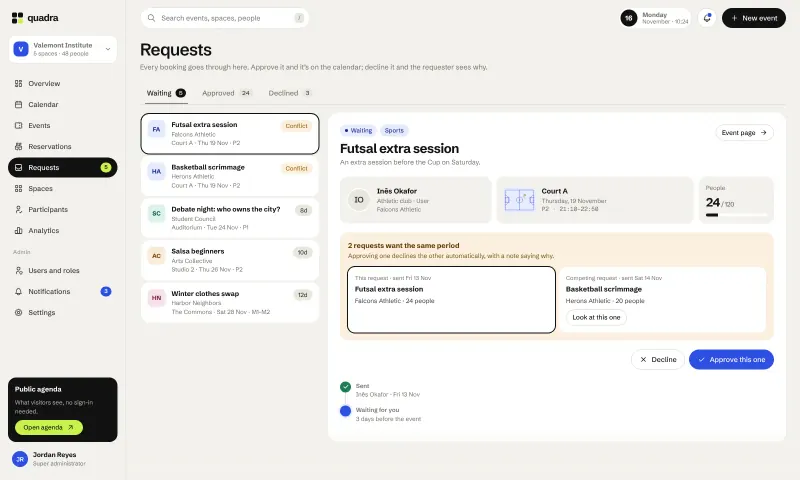 quadra
Search events, spaces, people
/
16
Monday
November · 10:24
+ New event
V
Valemont Institute
6 spaces · 48 people
Overview
Calendar
Events
Reservations
Requests
5
Spaces
Participants
Analytics
Admin
Users and roles
Notifications
3
Settings
Public agenda
What visitors see, no sign-in
needed.
Open agenda
JR
Jordan Reyes
Super administrator
Requests
Every booking goes through here. Approve it and it's on the calendar; decline it and the requester sees why.
Waiting 5
Approved 24
Declined 3
FA
Futsal extra session
Falcons Athletic
Court A · Thu 19 Nov · P2
Conflict
HA
Basketball scrimmage
Herons Athletic
Court A · Thu 19 Nov · P2
Conflict
SC
Debate night: who owns the city?
Student Council
Auditorium · Tue 24 Nov · P1
8d
AC
Salsa beginners
Arts Collective
Studio 2 · Thu 26 Nov · P2
10d
HN
Winter clothes swap
Harbor Neighbors
The Commons · Sat 28 Nov · M1-M2
12d
Waiting
Sports
Event page
Futsal extra session
An extra session before the Cup on Saturday.
IO
Inês Okafor
Athletic club · User
Falcons Athletic
Court A
Thursday, 19 November
P2 · 21:10–22:50
People
24 / 120
2 requests want the same period
Approving one declines the other automatically, with a note saying why.
This request · sent Fri 13 Nov
Futsal extra session
Falcons Athletic · 24 people
Competing request · sent Sat 14 Nov
Basketball scrimmage
Herons Athletic · 20 people
Look at this one
Decline
Approve this one
Sent
Inês Okafor · Fri 13 Nov
Waiting for you
3 days before the event